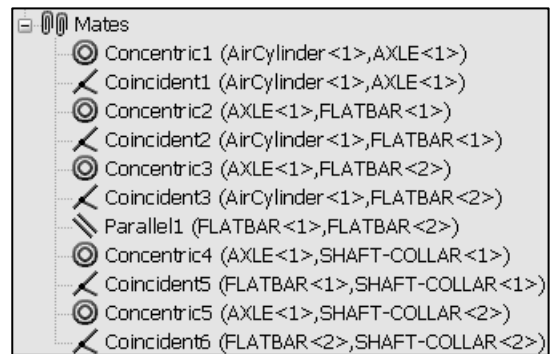 Mates
Concentric1 (AirCylinder<1>,AXLE<1>)
Coincident1 (AirCylinder<1>,AXLE<1>)
Concentric2 (AXLE<1>,FLATBAR<1>)
Coincident2 (AirCylinder<1>,FLATBAR<1>)
Concentric3 (AXLE<1>,FLATBAR<2>)
Coincident3 (AirCylinder<1>,FLATBAR<2>)
Parallel1 (FLATBAR<1>,FLATBAR<2>)
Concentric4 (AXLE<1>,SHAFT-COLLAR<1>)
Coincident5 (FLATBAR<1>,SHAFT-COLLAR<1>)
Concentric5 (AXLE<1>,SHAFT-COLLAR<2>)
Coincident6 (FLATBAR<2>,SHAFT-COLLAR<2>)